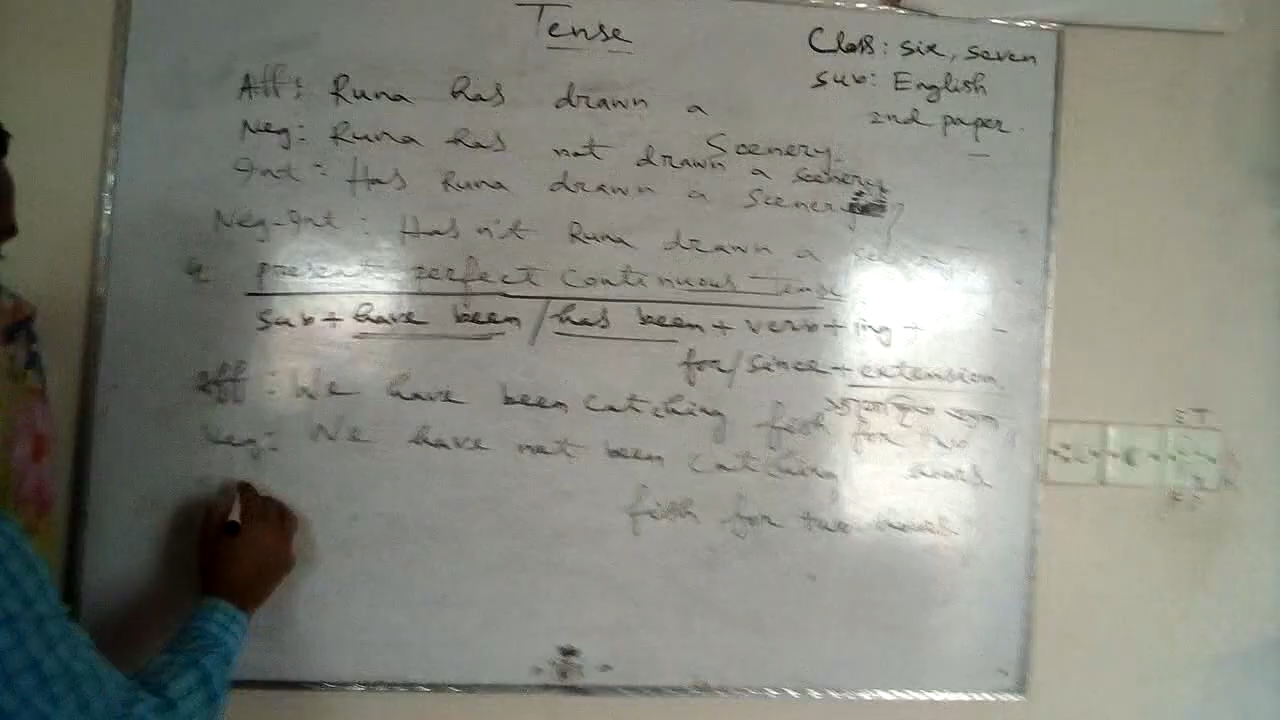 Tense
Class: six, seven
Sub: English
2nd paper.
Aff: Runa has drawn a
Scenery.
Neg: Runa has not drawn a scenery
Int: Has Runa drawn a scenery?
Neg-Int: Has n't Runa drawn a
present perfect Continuous Tense
Sub + have been / has been + verb + ing +
for/since + extension
Aff: We have been catching fish for two
hours
Neg: We have not been catching
fish for two hours